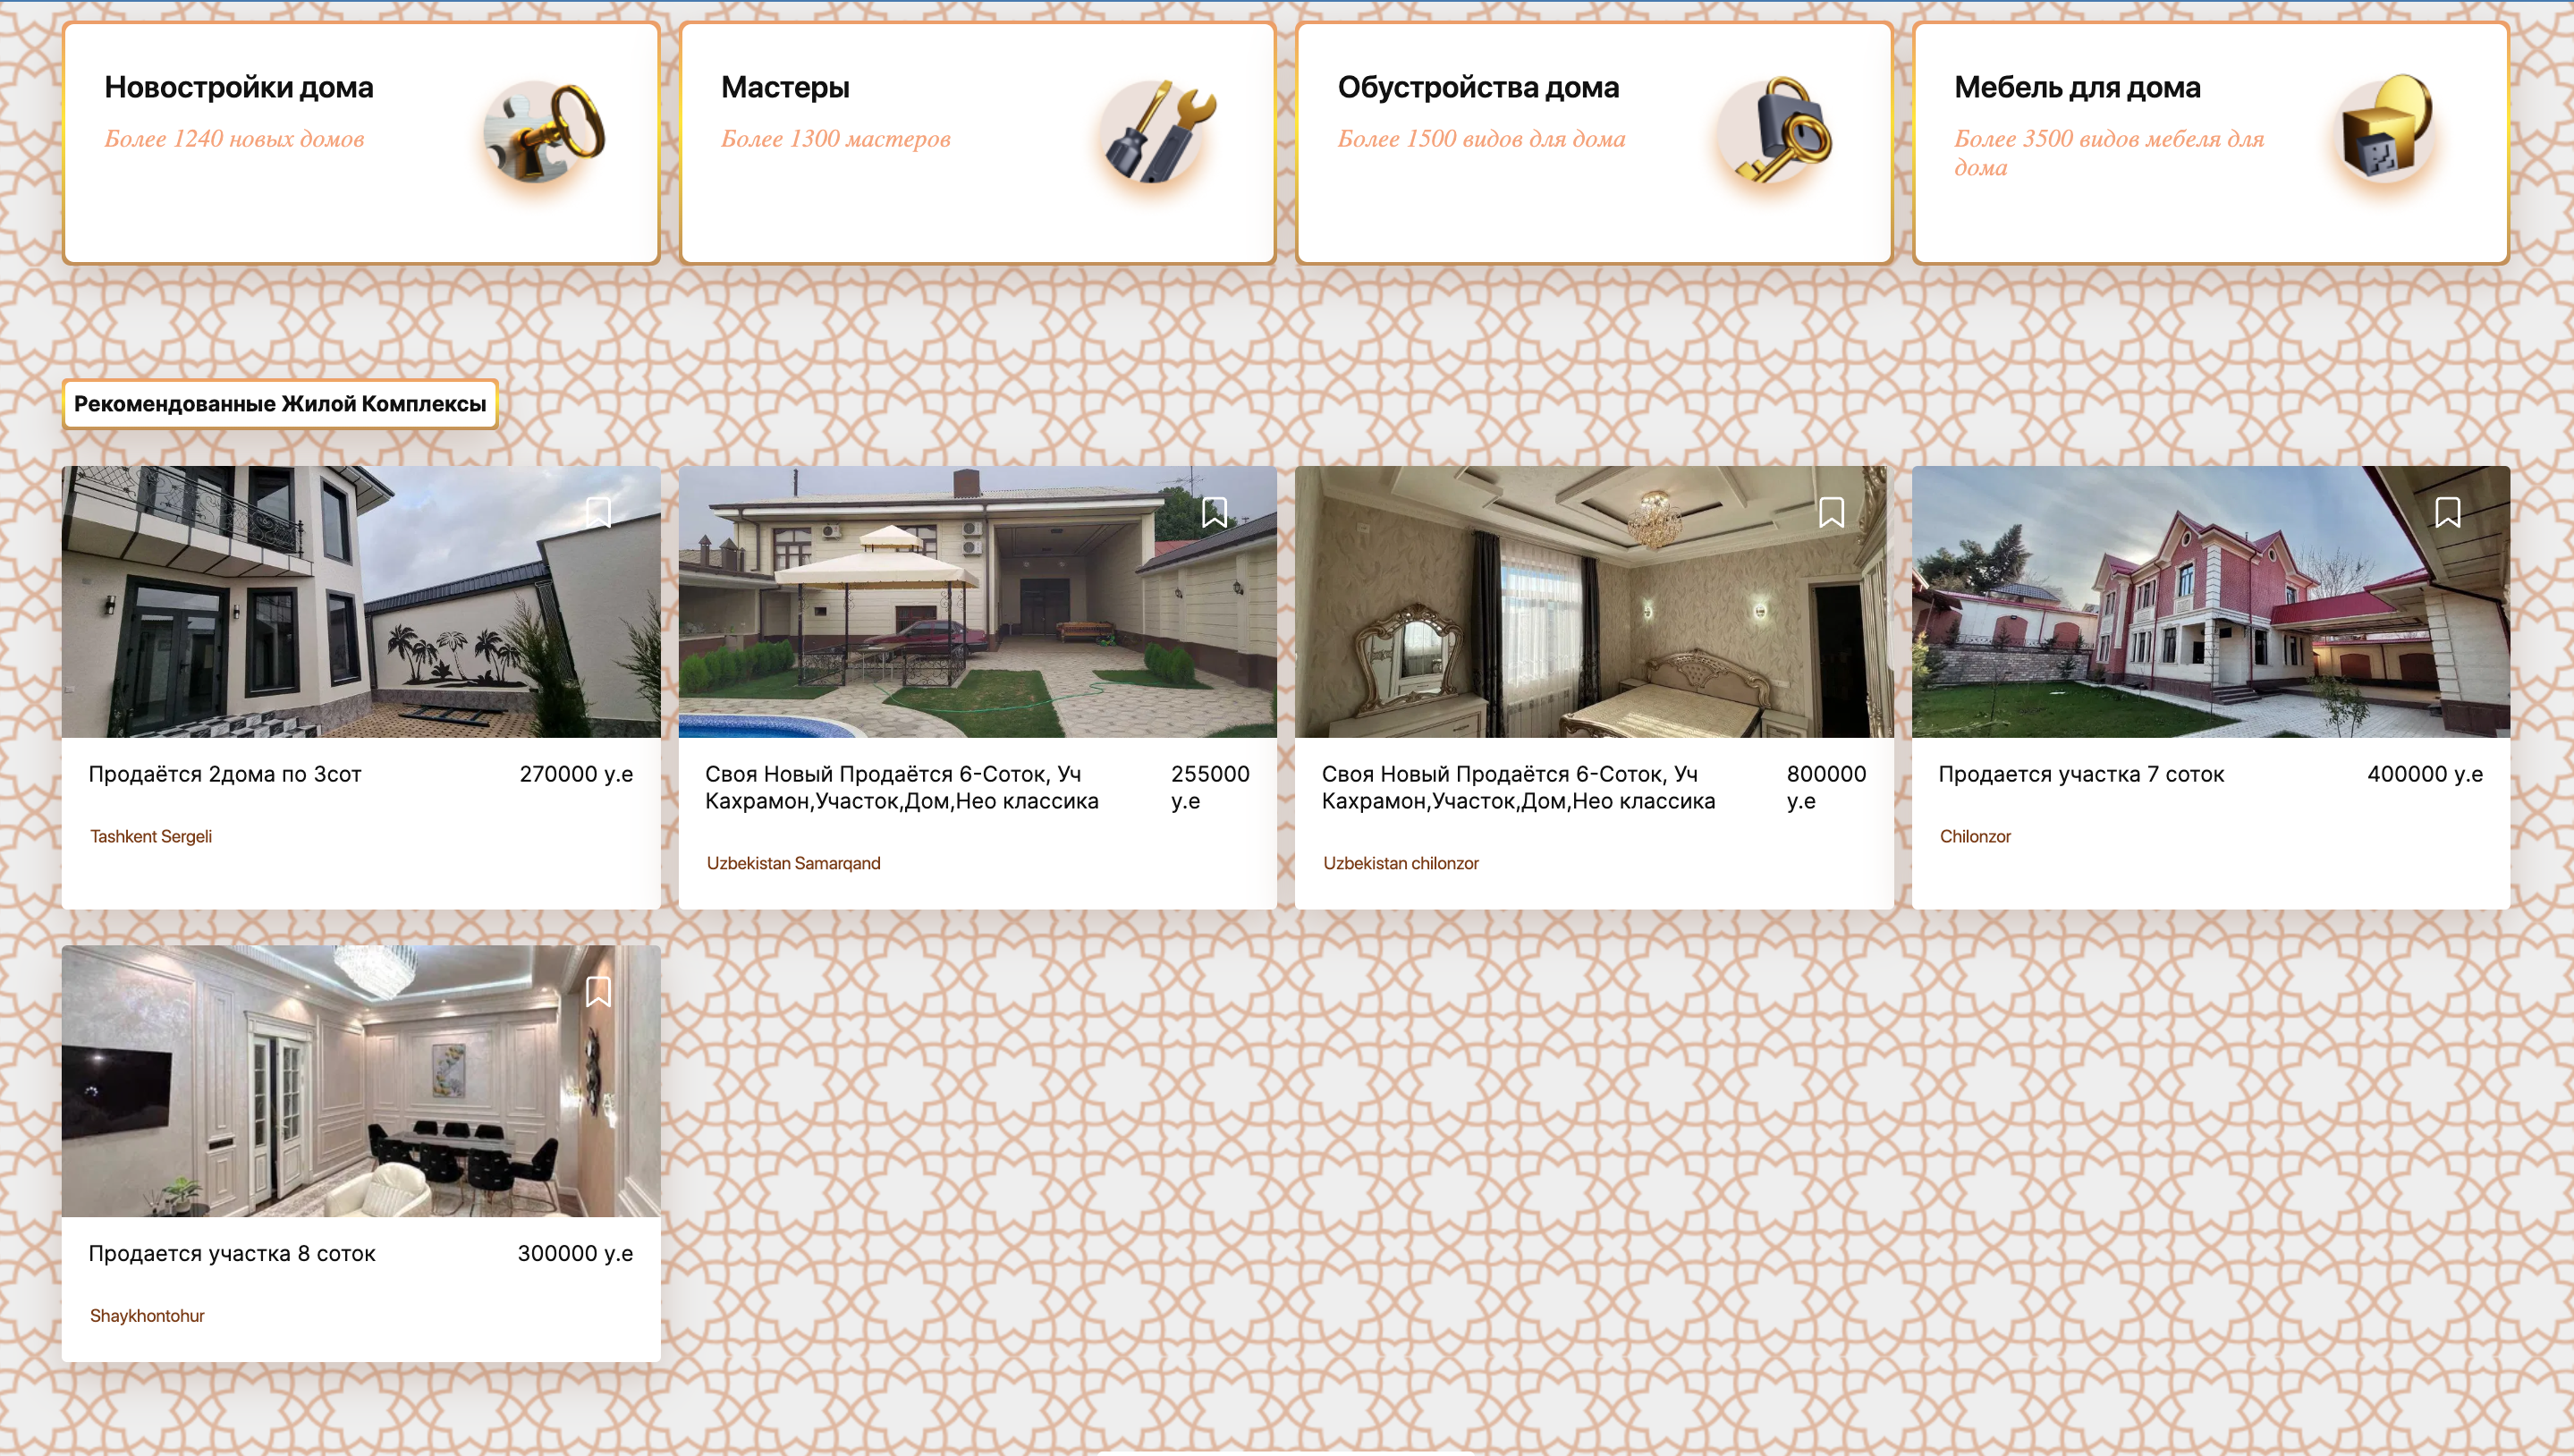 Новостройки дома
Более 1240 новых домов
Мастеры
Более 1300 мастеров
Обустройства дома
Более 1500 видов для дома
Мебель для дома
Более 3500 видов мебеля для
дома
Рекомендованные Жилой Комплексы
Продаётся 2дома по 3сот
270000 y.e
Tashkent Sergeli
Своя Новый Продаётся 6-Соток, Уч
Кахрамон,Участок,Дом,Нео классика
255000
y.e
Uzbekistan Samarqand
Своя Новый Продаётся 6-Соток, Уч
Кахрамон,Участок,Дом,Нео классика
800000
y.e
Uzbekistan chilonzor
Продается участка 7 соток
400000 y.e
Chilonzor
Продается участка 8 соток
300000 y.e
Shaykhontohur